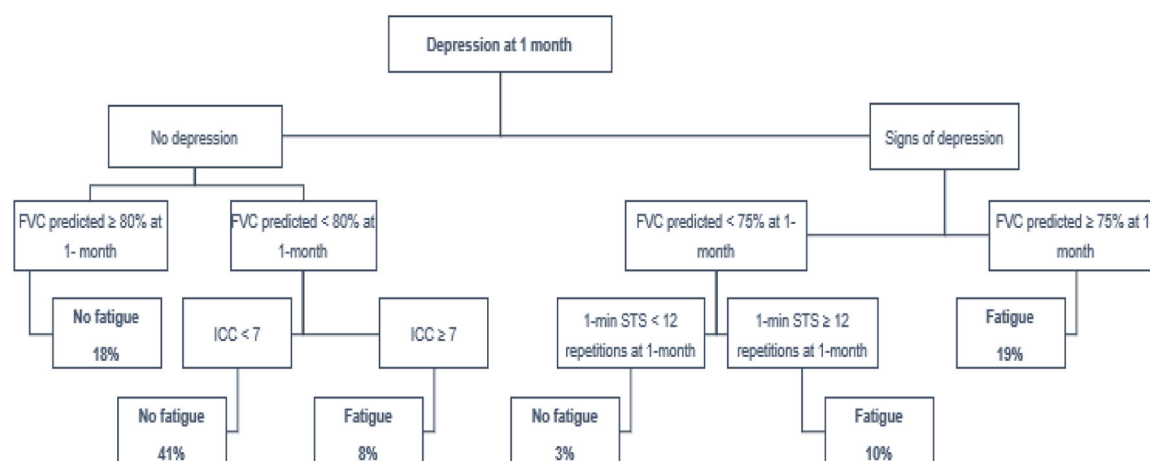 Depression at 1 month
No depression
Signs of depression
FVC predicted ≥ 80% at
1- month
FVC predicted < 80% at
1-month
FVC predicted < 75% at 1-
month
FVC predicted ≥ 75% at 1-
month
No fatigue
18%
ICC < 7
ICC ≥ 7
1-min STS < 12
repetitions at 1-month
1-min STS ≥ 12
repetitions at 1-month
Fatigue
19%
No fatigue
41%
Fatigue
8%
No fatigue
3%
Fatigue
10%